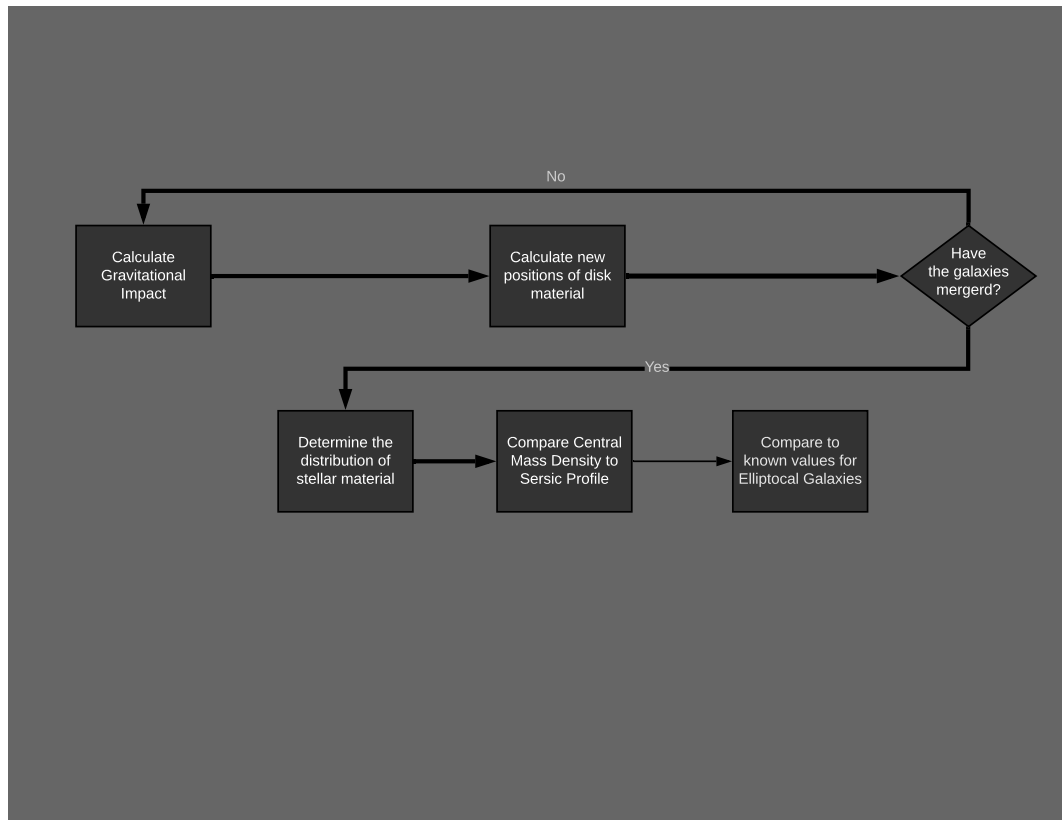 No
Calculate
Gravitational
Impact
Calculate new
positions of disk
material
Have
the galaxies
mergerd?
Yes
Determine the
distribution of
stellar material
Compare Central
Mass Density to
Sersic Profile
Compare to
known values for
Elliptocal Galaxies